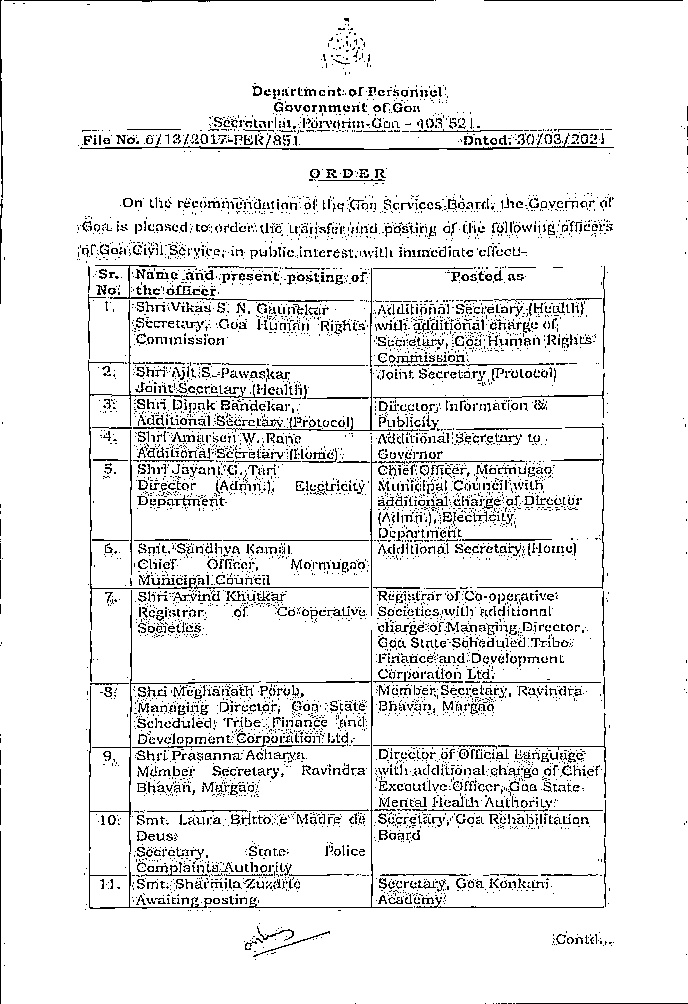 Department of Personnel
Government of Goa
Secretariat, Porvorim-Goa – 403 521.
File No. 6/13/2017-PER/851 Dated: 30/03/2021
ORDER
On the recommendation of the Goa Services Board, the Governor of
Goa is pleased to order the transfer and posting of the following officers
of Goa Civil Service, in public interest, with immediate effect:-
Sr. No. Name and present posting of the officer Posted as
1. Shri Vikas S. N. Gaunekar
Secretary, Goa Human Rights
Commission
Additional Secretary (Health)
with additional charge of
Secretary, Goa Human Rights
Commission.
2. Shri Ajit S. Pawaskar
Joint Secretary (Health)
Joint Secretary (Protocol)
3. Shri Dipak Bandekar,
Additional Secretary (Protocol)
Director, Information &
Publicity
4. Shri Amarsen W. Rane
Additional Secretary (Home)
Additional Secretary to
Governor
5. Shri Jayant G. Tari
Director (Admn.), Electricity
Department
Chief Officer, Mormugao
Municipal Council with
additional charge of Director
(Admn.), Electricity
Department
6. Smt. Sandhya Kamat
Chief Officer, Mormugao
Municipal Council
Additional Secretary (Home)
7. Shri Arvind Khutkar
Registrar of Co-operative
Societies
Registrar of Co-operative
Societies with additional
charge of Managing Director,
Goa State Scheduled Tribe
Finance and Development
Corporation Ltd.
8. Shri Meghanath Porob,
Managing Director, Goa State
Scheduled Tribe Finance and
Development Corporation Ltd.
Member Secretary, Ravindra
Bhavan, Margao
9. Shri Prasanna Acharya
Member Secretary, Ravindra
Bhavan, Margao
Director of Official Language
with additional charge of Chief
Executive Officer, Goa State
Mental Health Authority
10. Smt. Laura Britto e Madre de
Deus
Secretary, State Police
Complaints Authority
Secretary, Goa Rehabilitation
Board
11. Smt. Sharmila Zuzarte
Awaiting posting
Secretary, Goa Konkani
Academy
Contd...